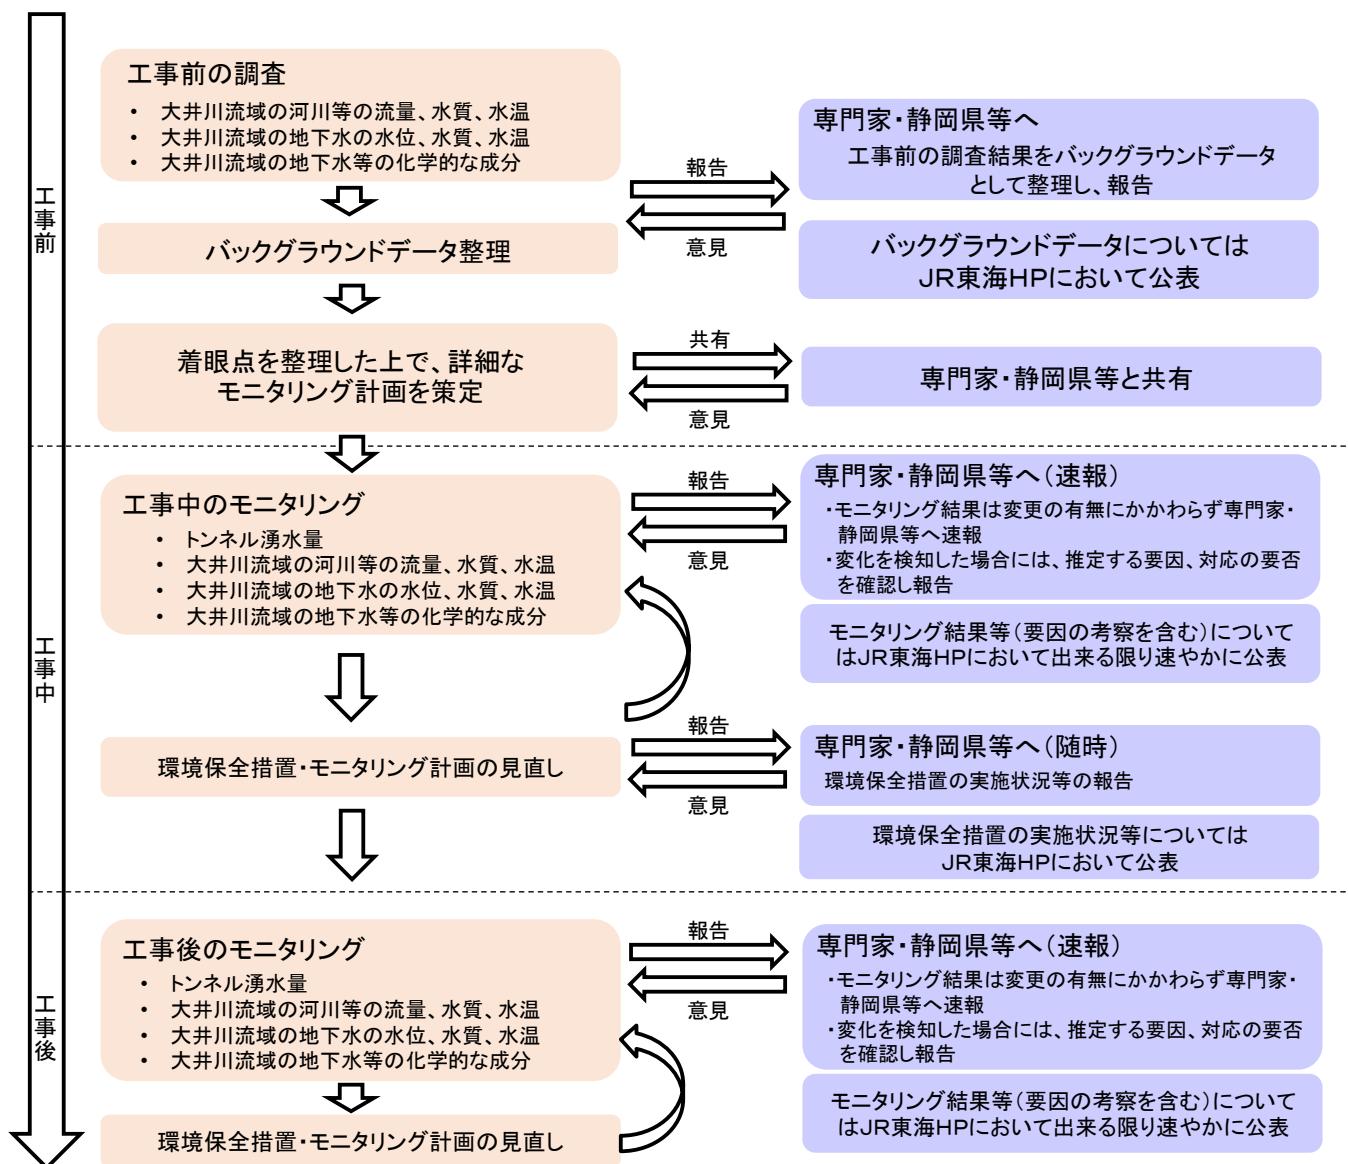 工事前
工事前の調査
• 大井川流域の河川等の流量、水質、水温
• 大井川流域の地下水の水位、水質、水温
• 大井川流域の地下水等の化学的な成分
報告
意見
専門家・静岡県等へ
工事前の調査結果をバックグラウンドデータ
として整理し、報告
バックグラウンドデータ整理
バックグラウンドデータについては
JR東海HPにおいて公表
着眼点を整理した上で、詳細な
モニタリング計画を策定
共有
意見
専門家・静岡県等と共有
工事中
工事中のモニタリング
• トンネル湧水量
• 大井川流域の河川等の流量、水質、水温
• 大井川流域の地下水の水位、水質、水温
• 大井川流域の地下水等の化学的な成分
報告
意見
専門家・静岡県等へ(速報)
・モニタリング結果は変更の有無にかかわらず専門家・
静岡県等へ速報
・変化を検知した場合には、推定する要因、対応の要否
を確認し報告
モニタリング結果等(要因の考察を含む)について
はJR東海HPにおいて出来る限り速やかに公表
環境保全措置・モニタリング計画の見直し
報告
意見
専門家・静岡県等へ(随時)
環境保全措置の実施状況等の報告
環境保全措置の実施状況等については
JR東海HPにおいて公表
工事後
工事後のモニタリング
• トンネル湧水量
• 大井川流域の河川等の流量、水質、水温
• 大井川流域の地下水の水位、水質、水温
• 大井川流域の地下水等の化学的な成分
報告
意見
専門家・静岡県等へ(速報)
・モニタリング結果は変更の有無にかかわらず専門家・
静岡県等へ速報
・変化を検知した場合には、推定する要因、対応の要否
を確認し報告
モニタリング結果等(要因の考察を含む)について
はJR東海HPにおいて出来る限り速やかに公表
環境保全措置・モニタリング計画の見直し